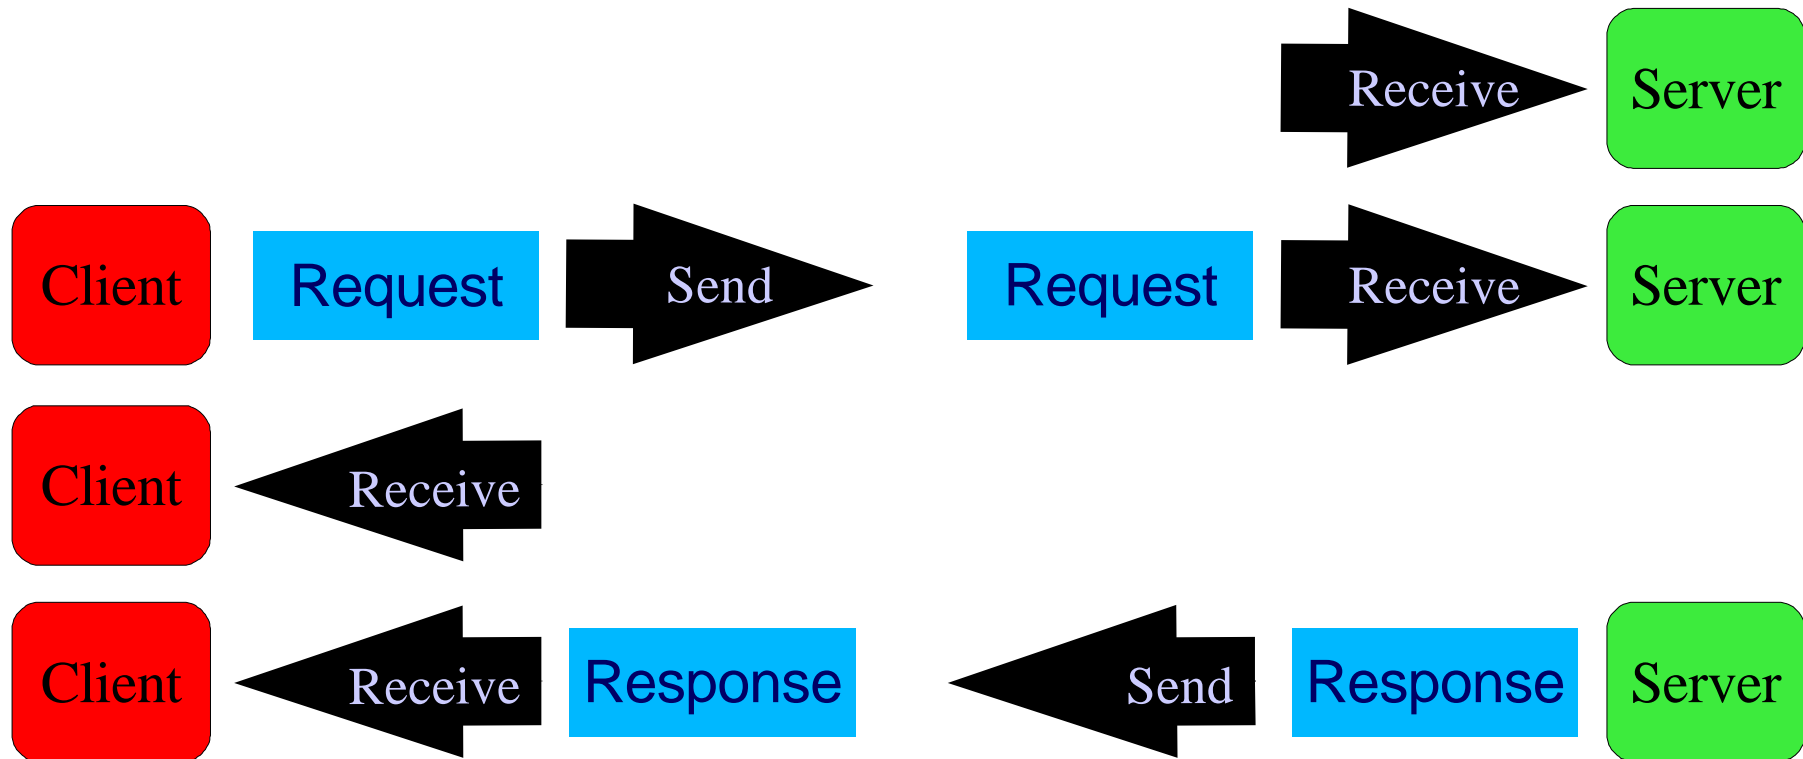 Receive Server
Client Request Send Request Receive Server
Client Receive
Client Receive Response Send Response Server